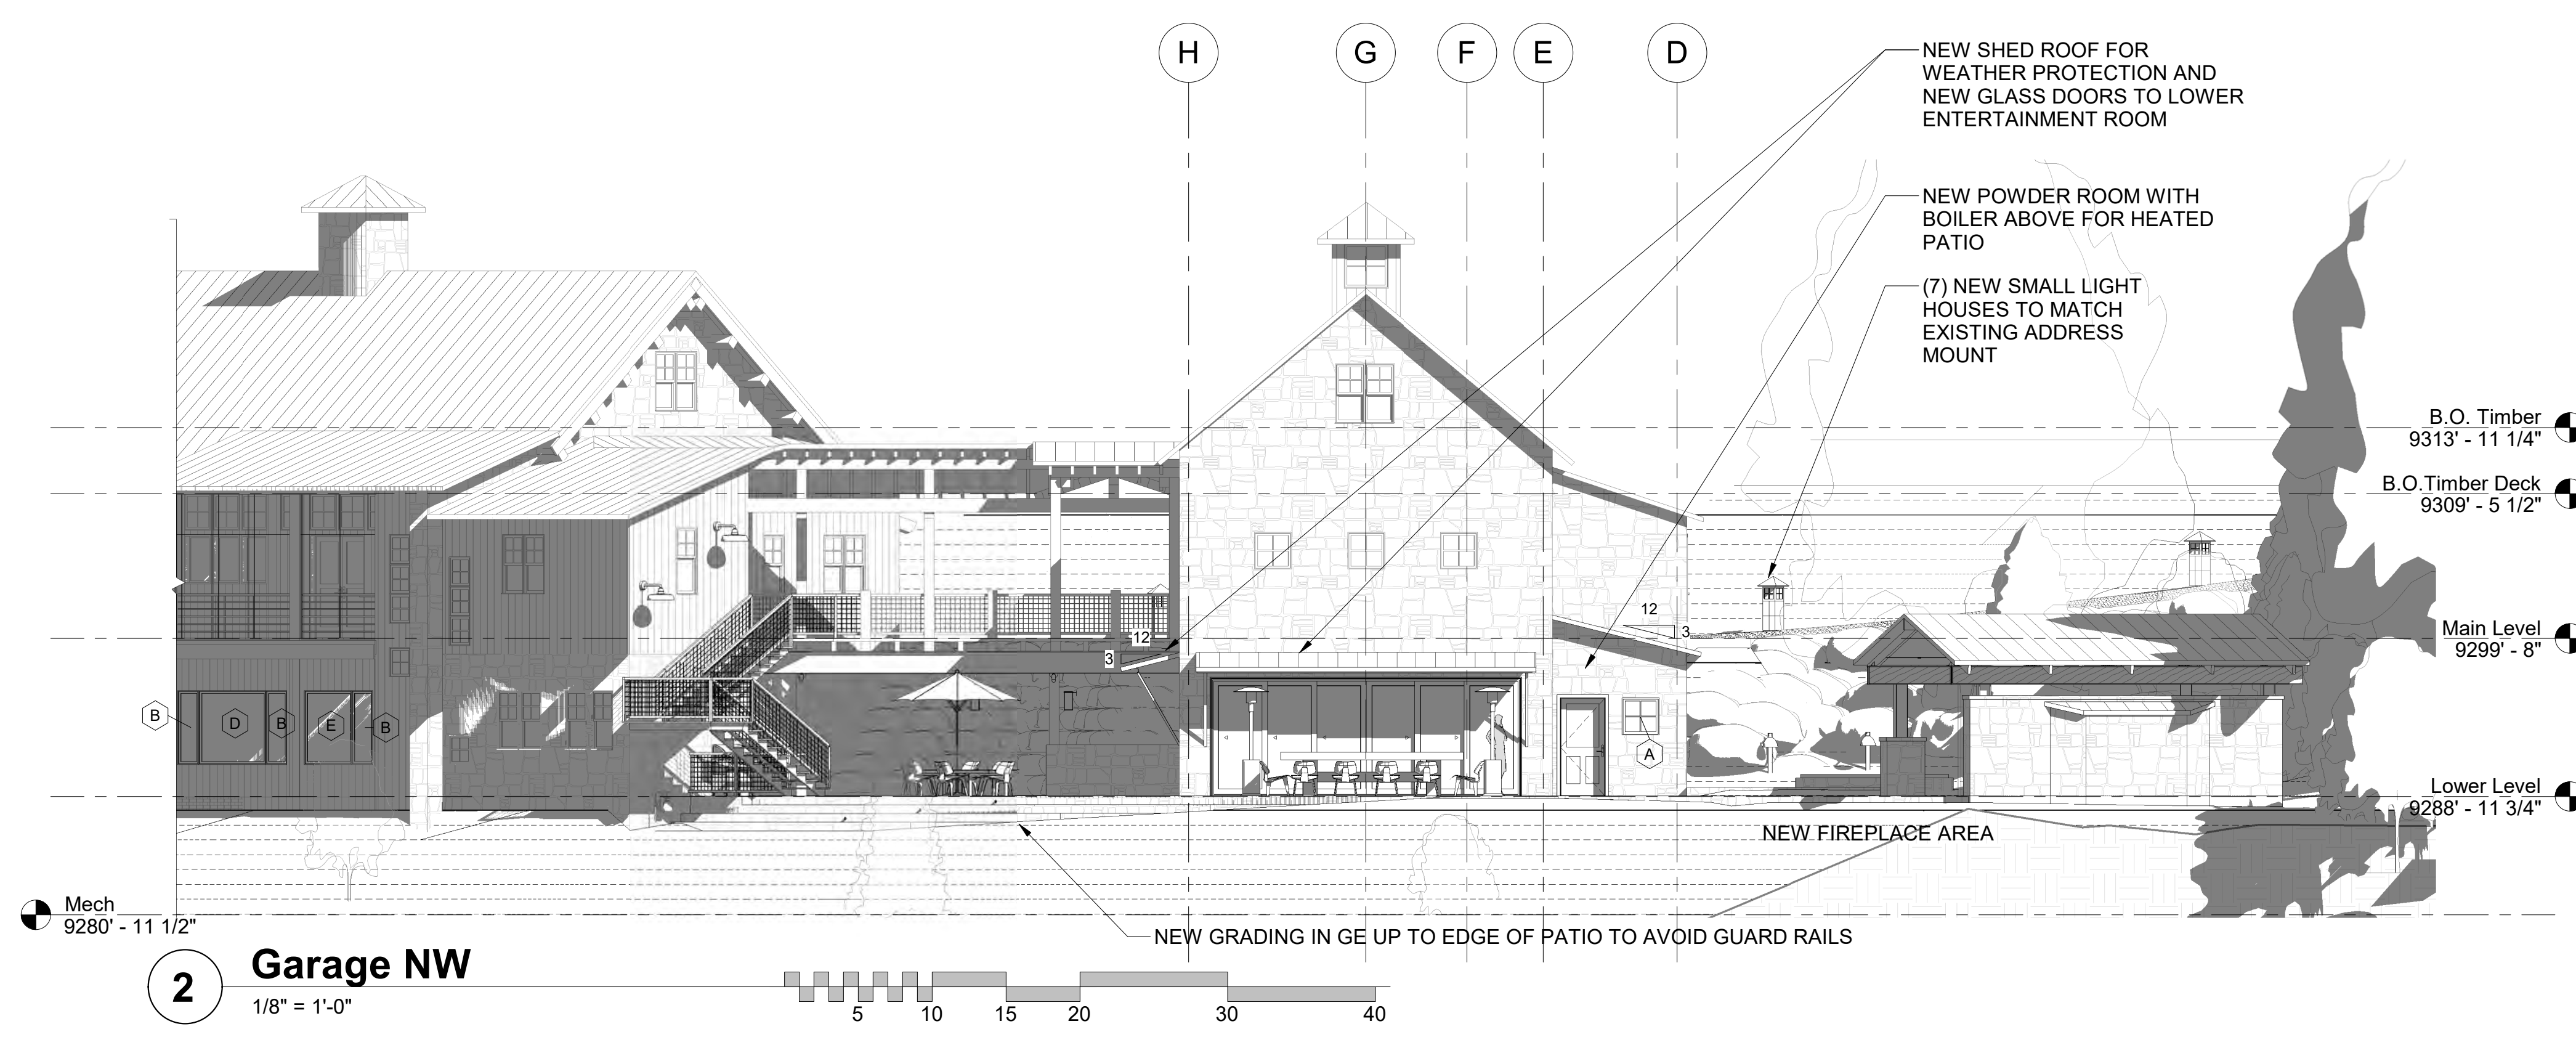 H G F E D
NEW SHED ROOF FOR
WEATHER PROTECTION AND
NEW GLASS DOORS TO LOWER
ENTERTAINMENT ROOM
NEW POWDER ROOM WITH
BOILER ABOVE FOR HEATED
PATIO
(7) NEW SMALL LIGHT
HOUSES TO MATCH
EXISTING ADDRESS
MOUNT
B.O. Timber
9313' - 11 1/4"
B.O.Timber Deck
9309' - 5 1/2"
12
3
12
3
Main Level
9299' - 8"
B D B E B
A
Lower Level
9288' - 11 3/4"
NEW FIREPLACE AREA
Mech
9280' - 11 1/2"
NEW GRADING IN GE UP TO EDGE OF PATIO TO AVOID GUARD RAILS
2 Garage NW
1/8" = 1'-0"
5 10 15 20 30 40